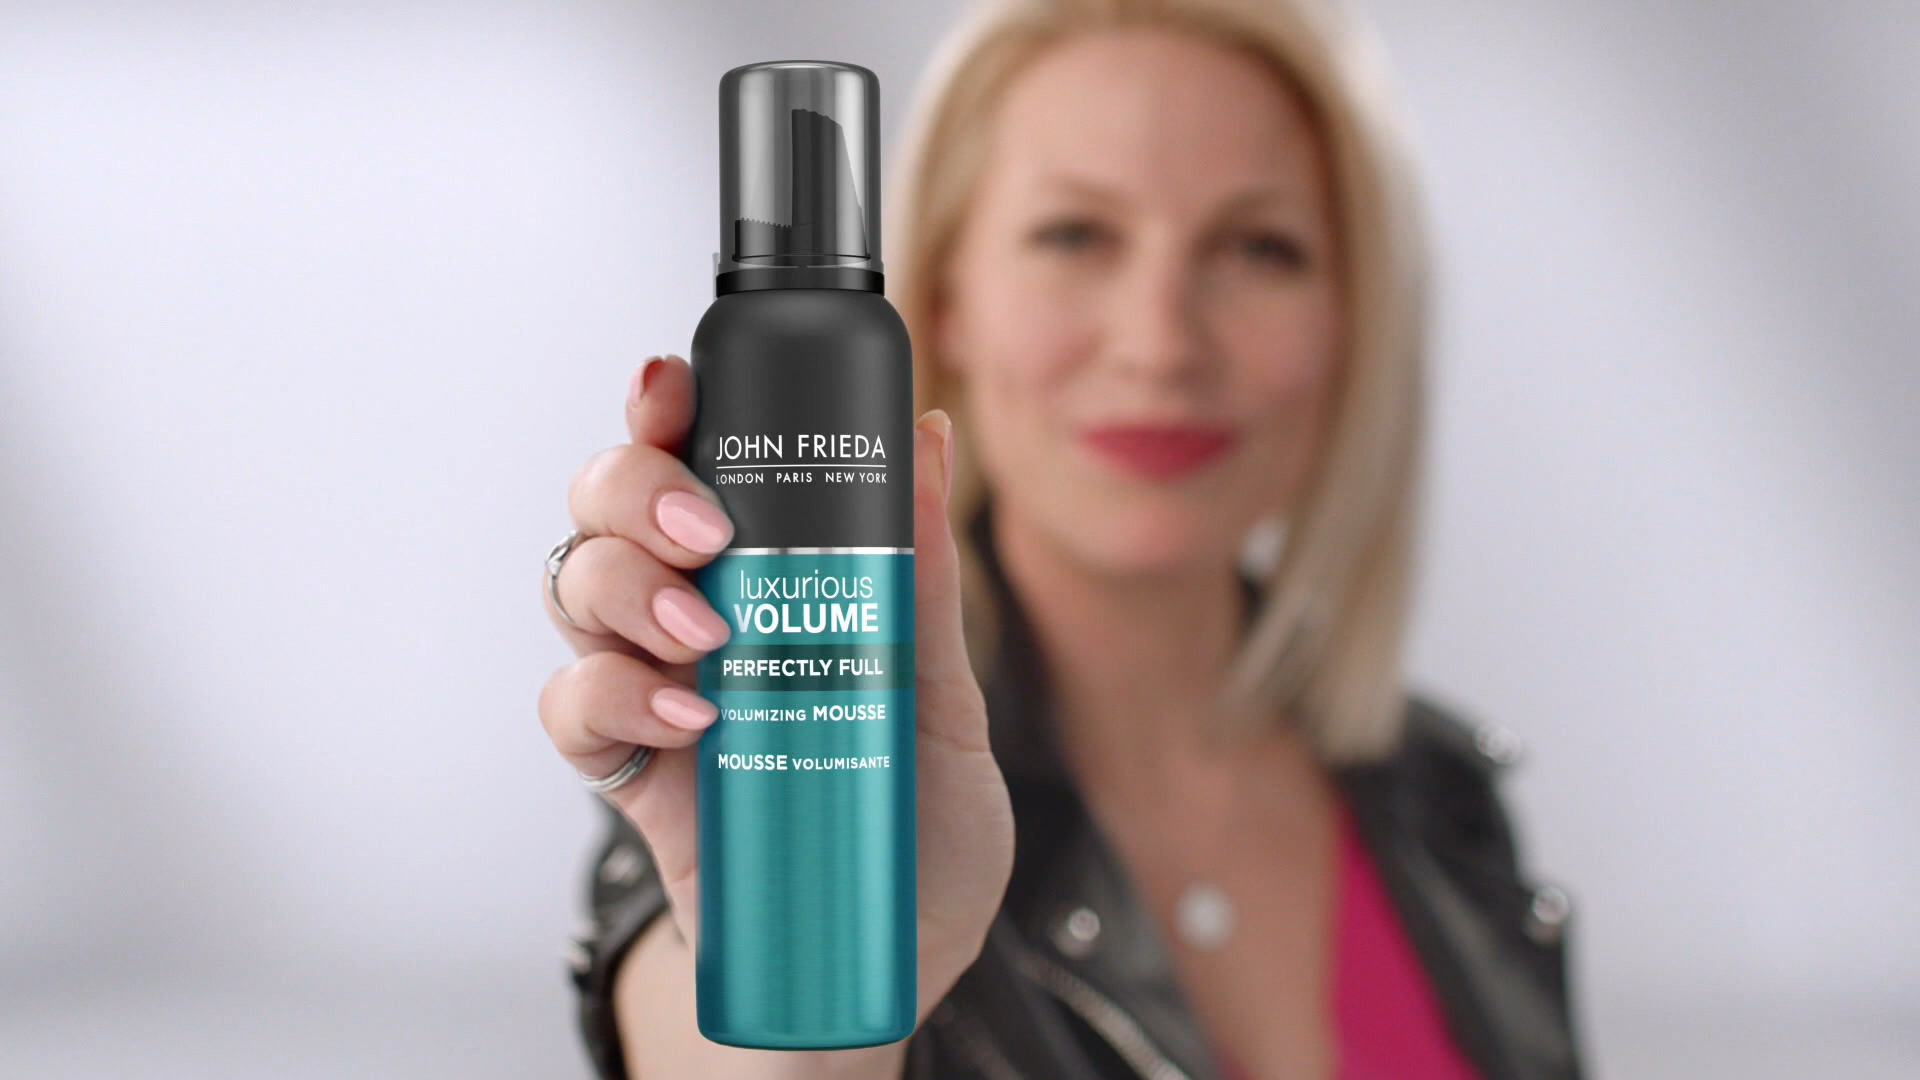 JOHN FRIEDA
LONDON PARIS NEW YORK
luxurious
VOLUME
PERFECTLY FULL
VOLUMIZING MOUSSE
MOUSSE VOLUMISANTE